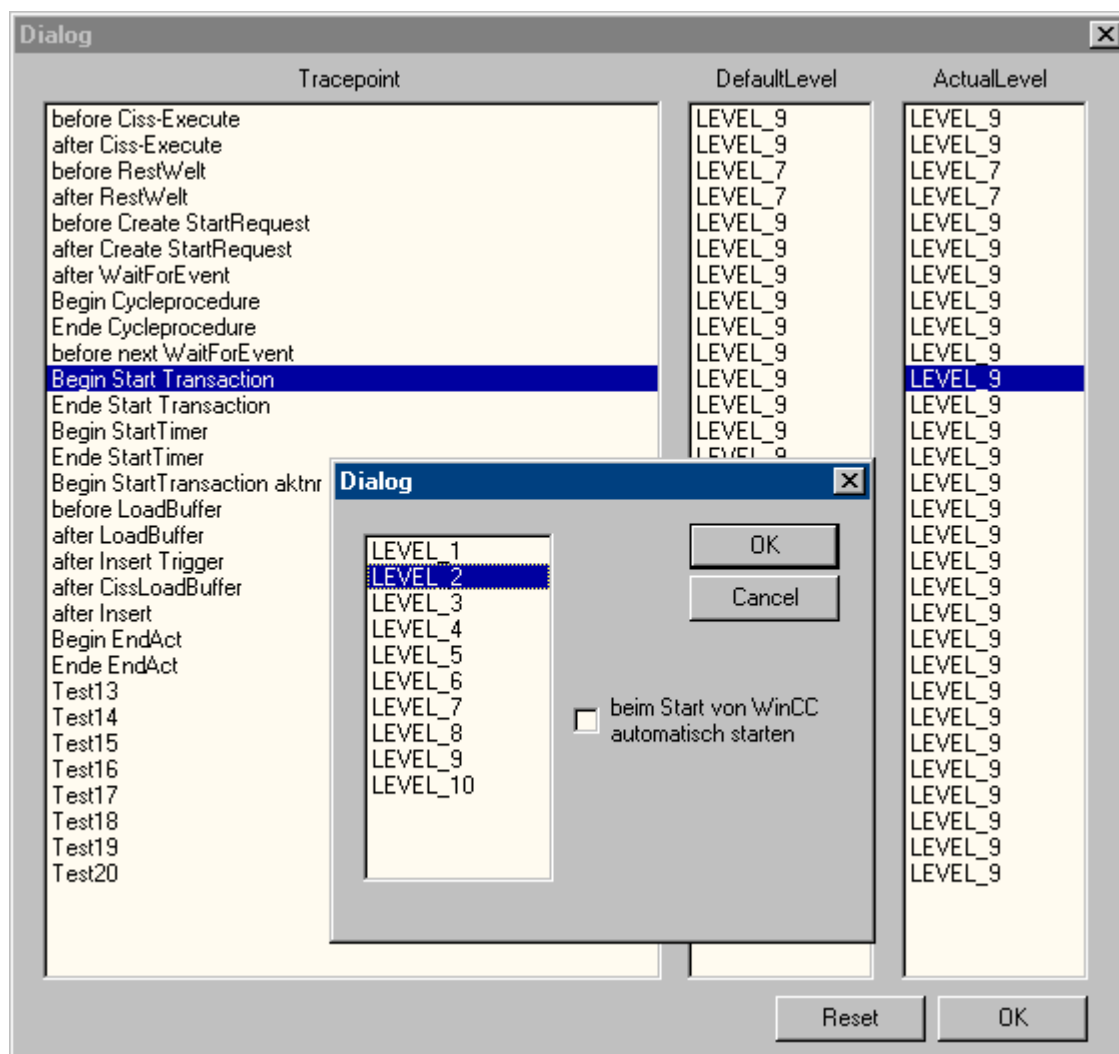 Dialog
Tracepoint
DefaultLevel
ActualLevel
before Ciss-Execute LEVEL_9 LEVEL_9
after Ciss-Execute LEVEL_9 LEVEL_9
before RestWelt LEVEL_7 LEVEL_7
after RestWelt LEVEL_7 LEVEL_7
before Create StartRequest LEVEL_9 LEVEL_9
after Create StartRequest LEVEL_9 LEVEL_9
after WaitForEvent LEVEL_9 LEVEL_9
Begin Cycleprocedure LEVEL_9 LEVEL_9
Ende Cycleprocedure LEVEL_9 LEVEL_9
before next WaitForEvent LEVEL_9 LEVEL_9
Begin Start Transaction LEVEL_9 LEVEL_9
Ende Start Transaction LEVEL_9 LEVEL_9
Begin StartTimer LEVEL_9 LEVEL_9
Ende StartTimer LEVEL_9 LEVEL_9
Begin StartTransaction aktnr LEVEL_9
before LoadBuffer LEVEL_9
after LoadBuffer LEVEL_9
after Insert Trigger LEVEL_9
after CissLoadBuffer LEVEL_9
after Insert LEVEL_9
Begin EndAct LEVEL_9
Ende EndAct LEVEL_9
Test13 LEVEL_9
Test14 LEVEL_9
Test15 LEVEL_9
Test16 LEVEL_9
Test17 LEVEL_9
Test18 LEVEL_9
Test19 LEVEL_9
Test20 LEVEL_9
Dialog
LEVEL_1
LEVEL_2
LEVEL_3
LEVEL_4
LEVEL_5
LEVEL_6
LEVEL_7
LEVEL_8
LEVEL_9
LEVEL_10
OK
Cancel
beim Start von WinCC
automatisch starten
Reset
OK